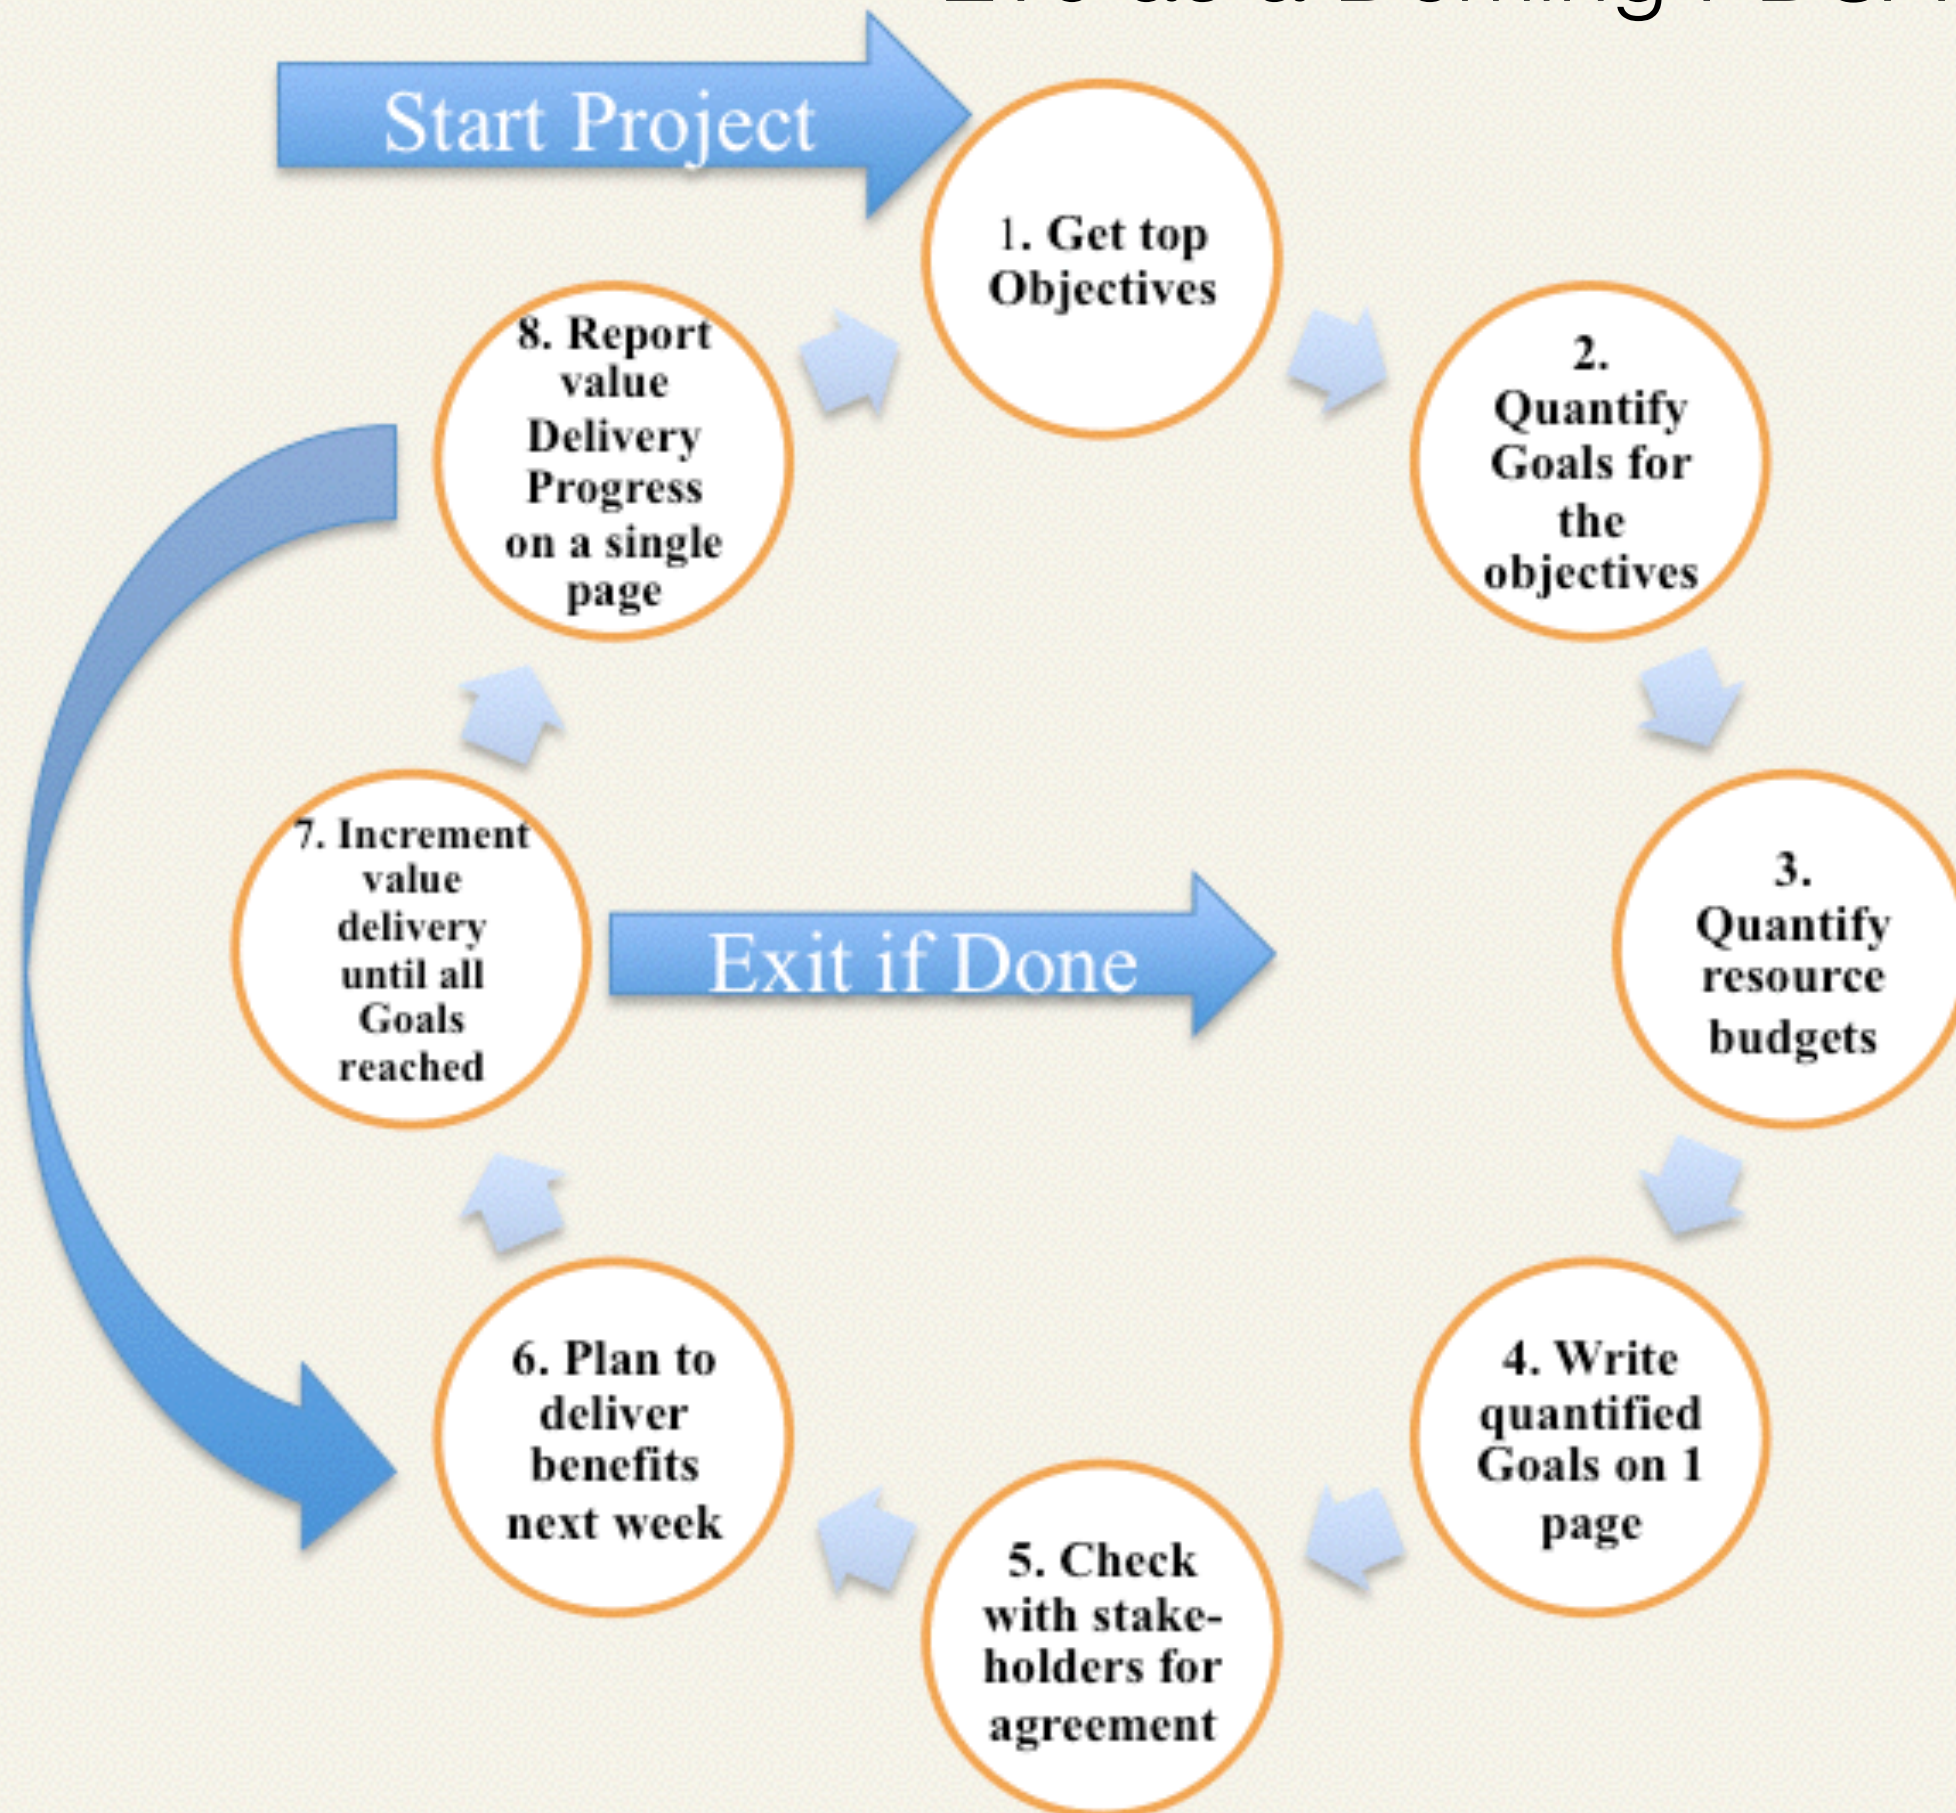 Start Project
1. Get top
Objectives
2.
Quantify
Goals for
the
objectives
3.
Quantify
resource
budgets
4. Write
quantified
Goals on 1
page
5. Check
with stake-
holders for
agreement
6. Plan to
deliver
benefits
next week
7. Increment
value
delivery
until all
Goals
reached
8. Report
value
Delivery
Progress
on a single
page
Exit if Done